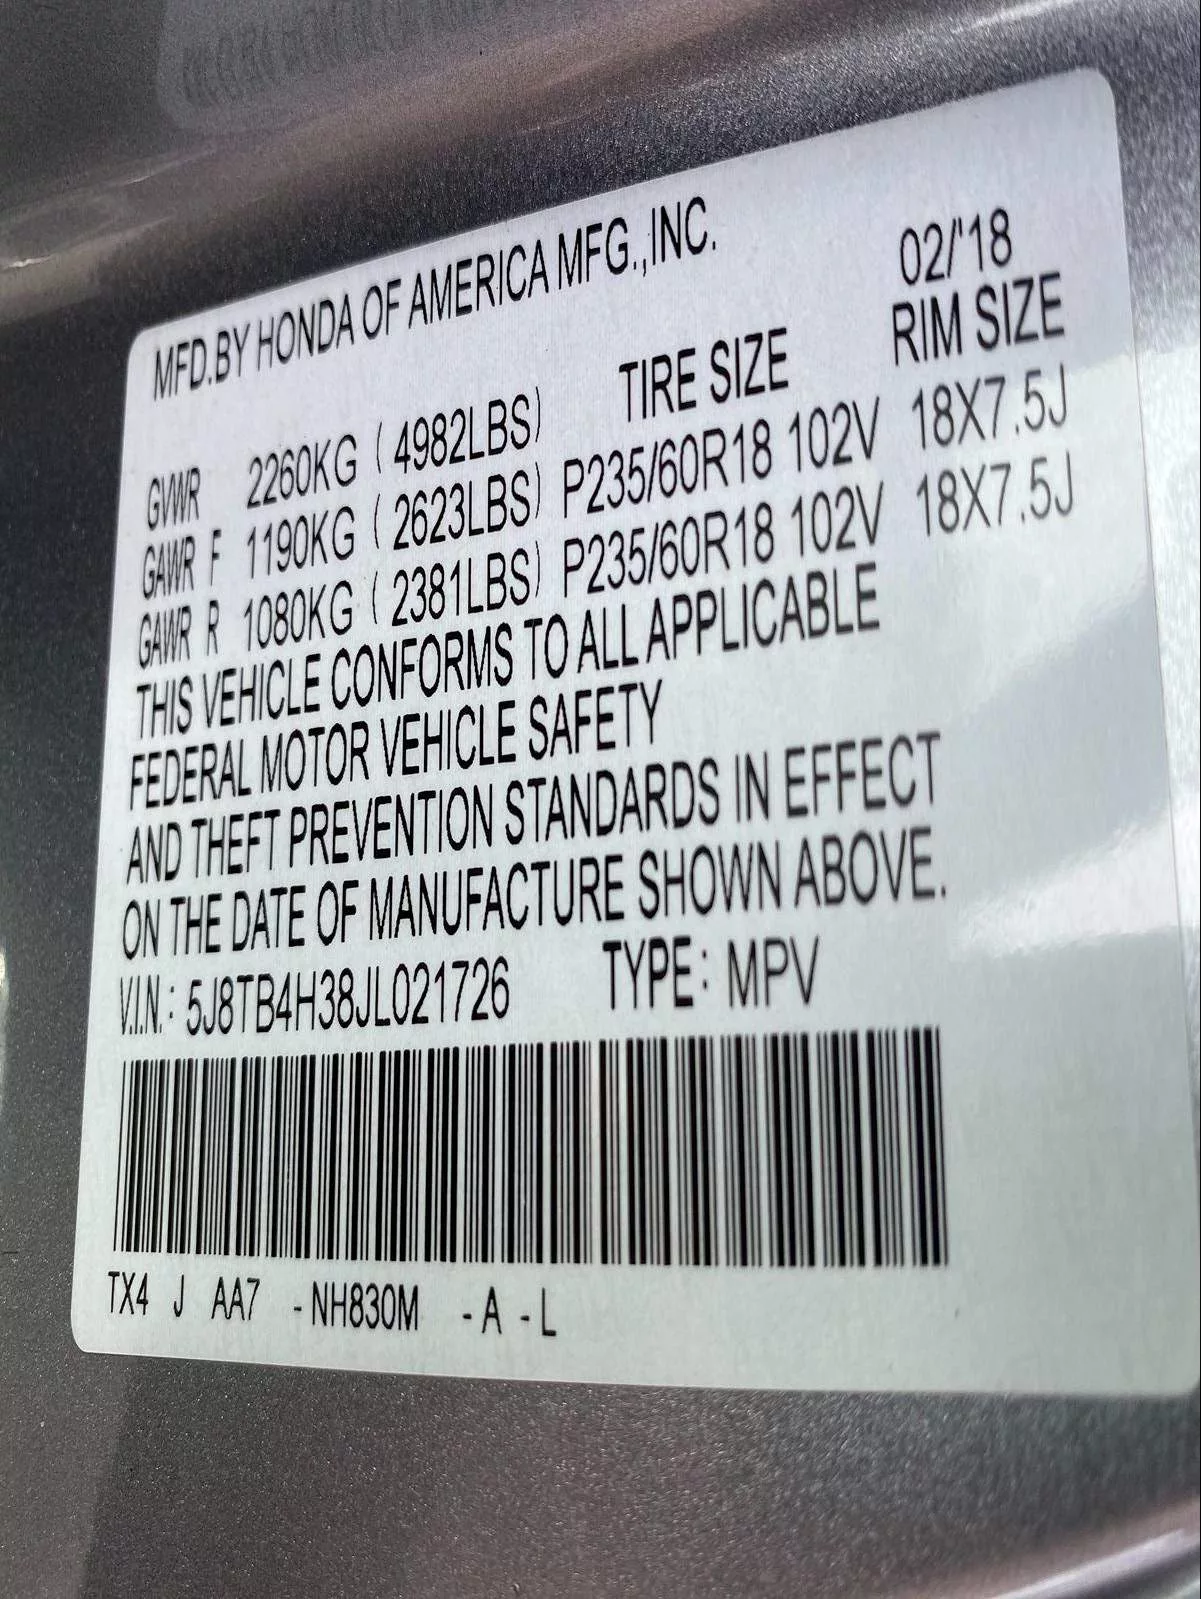 MFD.BY HONDA OF AMERICA MFG.,INC. 02/'18
TIRE SIZE RIM SIZE
GVWR 2260KG (4982LBS)
GAWR F 1190KG (2623LBS) P235/60R18 102V 18X7.5J
GAWR R 1080KG (2381LBS) P235/60R18 102V 18X7.5J
THIS VEHICLE CONFORMS TO ALL APPLICABLE
FEDERAL MOTOR VEHICLE SAFETY
AND THEFT PREVENTION STANDARDS IN EFFECT
ON THE DATE OF MANUFACTURE SHOWN ABOVE.
V.I.N.: 5J8TB4H38JL021726 TYPE: MPV
TX4 J AA7 -NH830M -A -L